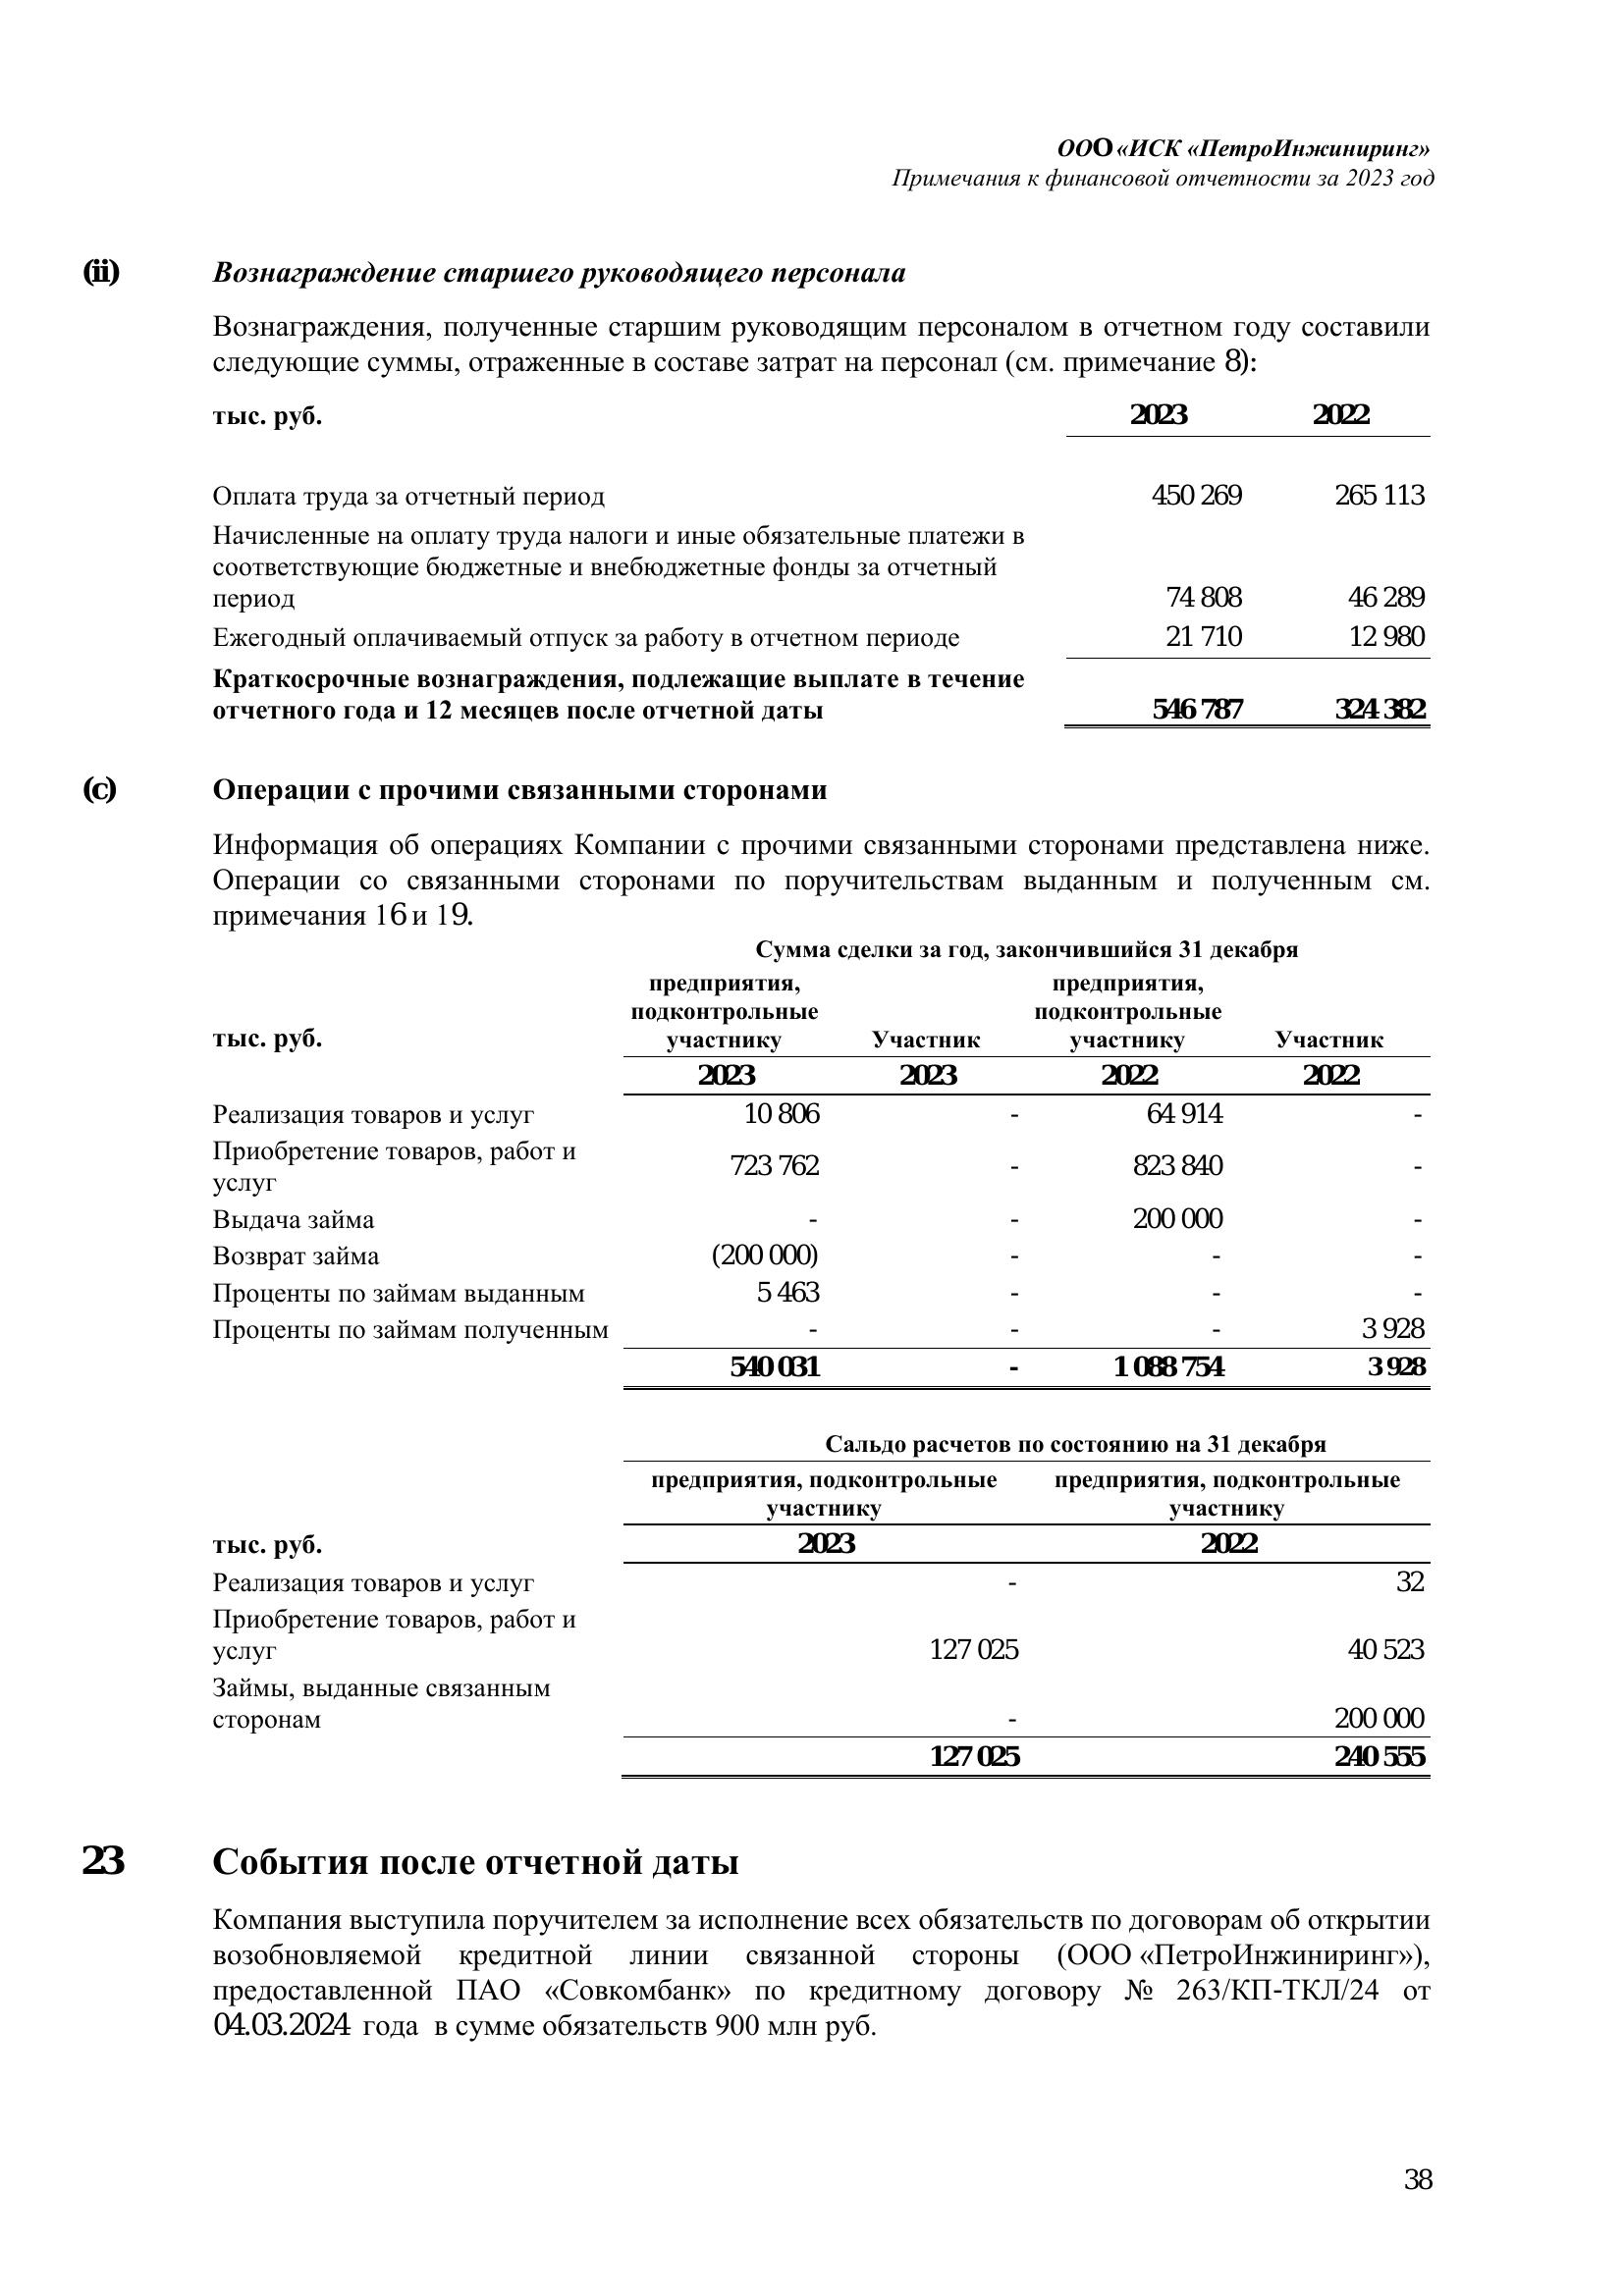 ООО «ИСК «ПетроИнжиниринг»
Примечания к финансовой отчетности за 2023 год
(ii) Вознаграждение старшего руководящего персонала
Вознаграждения, полученные старшим руководящим персоналом в отчетном году составили
следующие суммы, отраженные в составе затрат на персонал (см. примечание 8):
тыс. руб. 2023 2022
Оплата труда за отчетный период 450 269 265 113
Начисленные на оплату труда налоги и иные обязательные платежи в
соответствующие бюджетные и внебюджетные фонды за отчетный
период 74 808 46 289
Ежегодный оплачиваемый отпуск за работу в отчетном периоде 21 710 12 980
Краткосрочные вознаграждения, подлежащие выплате в течение
отчетного года и 12 месяцев после отчетной даты 546 787 324 382
(c) Операции с прочими связанными сторонами
Информация об операциях Компании с прочими связанными сторонами представлена ниже.
Операции со связанными сторонами по поручительствам выданным и полученным см.
примечания 16 и 19.
Сумма сделки за год, закончившийся 31 декабря
предприятия, предприятия,
подконтрольные подконтрольные
тыс. руб. участнику Участник участнику Участник
2023 2023 2022 2022
Реализация товаров и услуг 10 806 - 64 914 -
Приобретение товаров, работ и
услуг 723 762 - 823 840 -
Выдача займа - - 200 000 -
Возврат займа (200 000) - - -
Проценты по займам выданным 5 463 - - -
Проценты по займам полученным - - - 3 928
540 031 - 1 088 754 3 928
Сальдо расчетов по состоянию на 31 декабря
предприятия, подконтрольные предприятия, подконтрольные
участнику участнику
тыс. руб. 2023 2022
Реализация товаров и услуг - 32
Приобретение товаров, работ и
услуг 127 025 40 523
Займы, выданные связанным
сторонам - 200 000
127 025 240 555
23 События после отчетной даты
Компания выступила поручителем за исполнение всех обязательств по договорам об открытии
возобновляемой кредитной линии связанной стороны (ООО «ПетроИнжиниринг»),
предоставленной ПАО «Совкомбанк» по кредитному договору № 263/КП-ТКЛ/24 от
04.03.2024 года в сумме обязательств 900 млн руб.
38